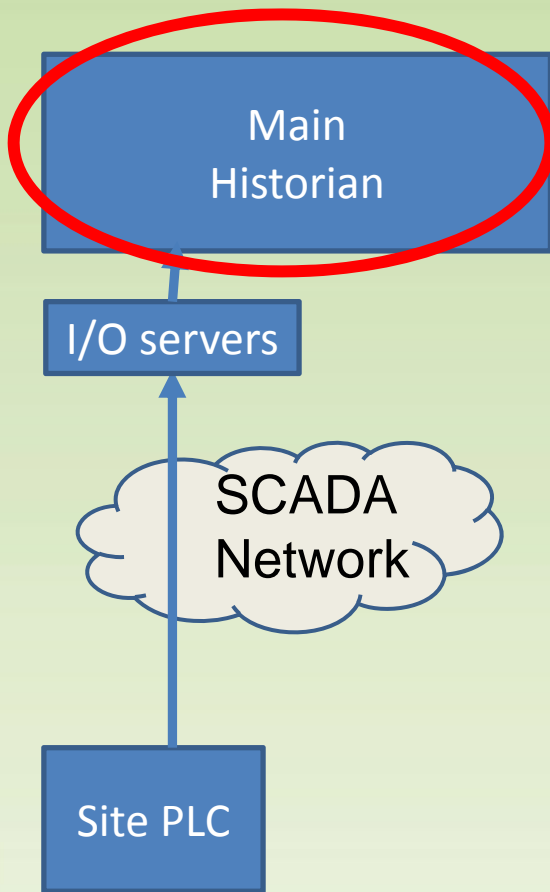 Main
Historian
I/O servers
SCADA
Network
Site PLC